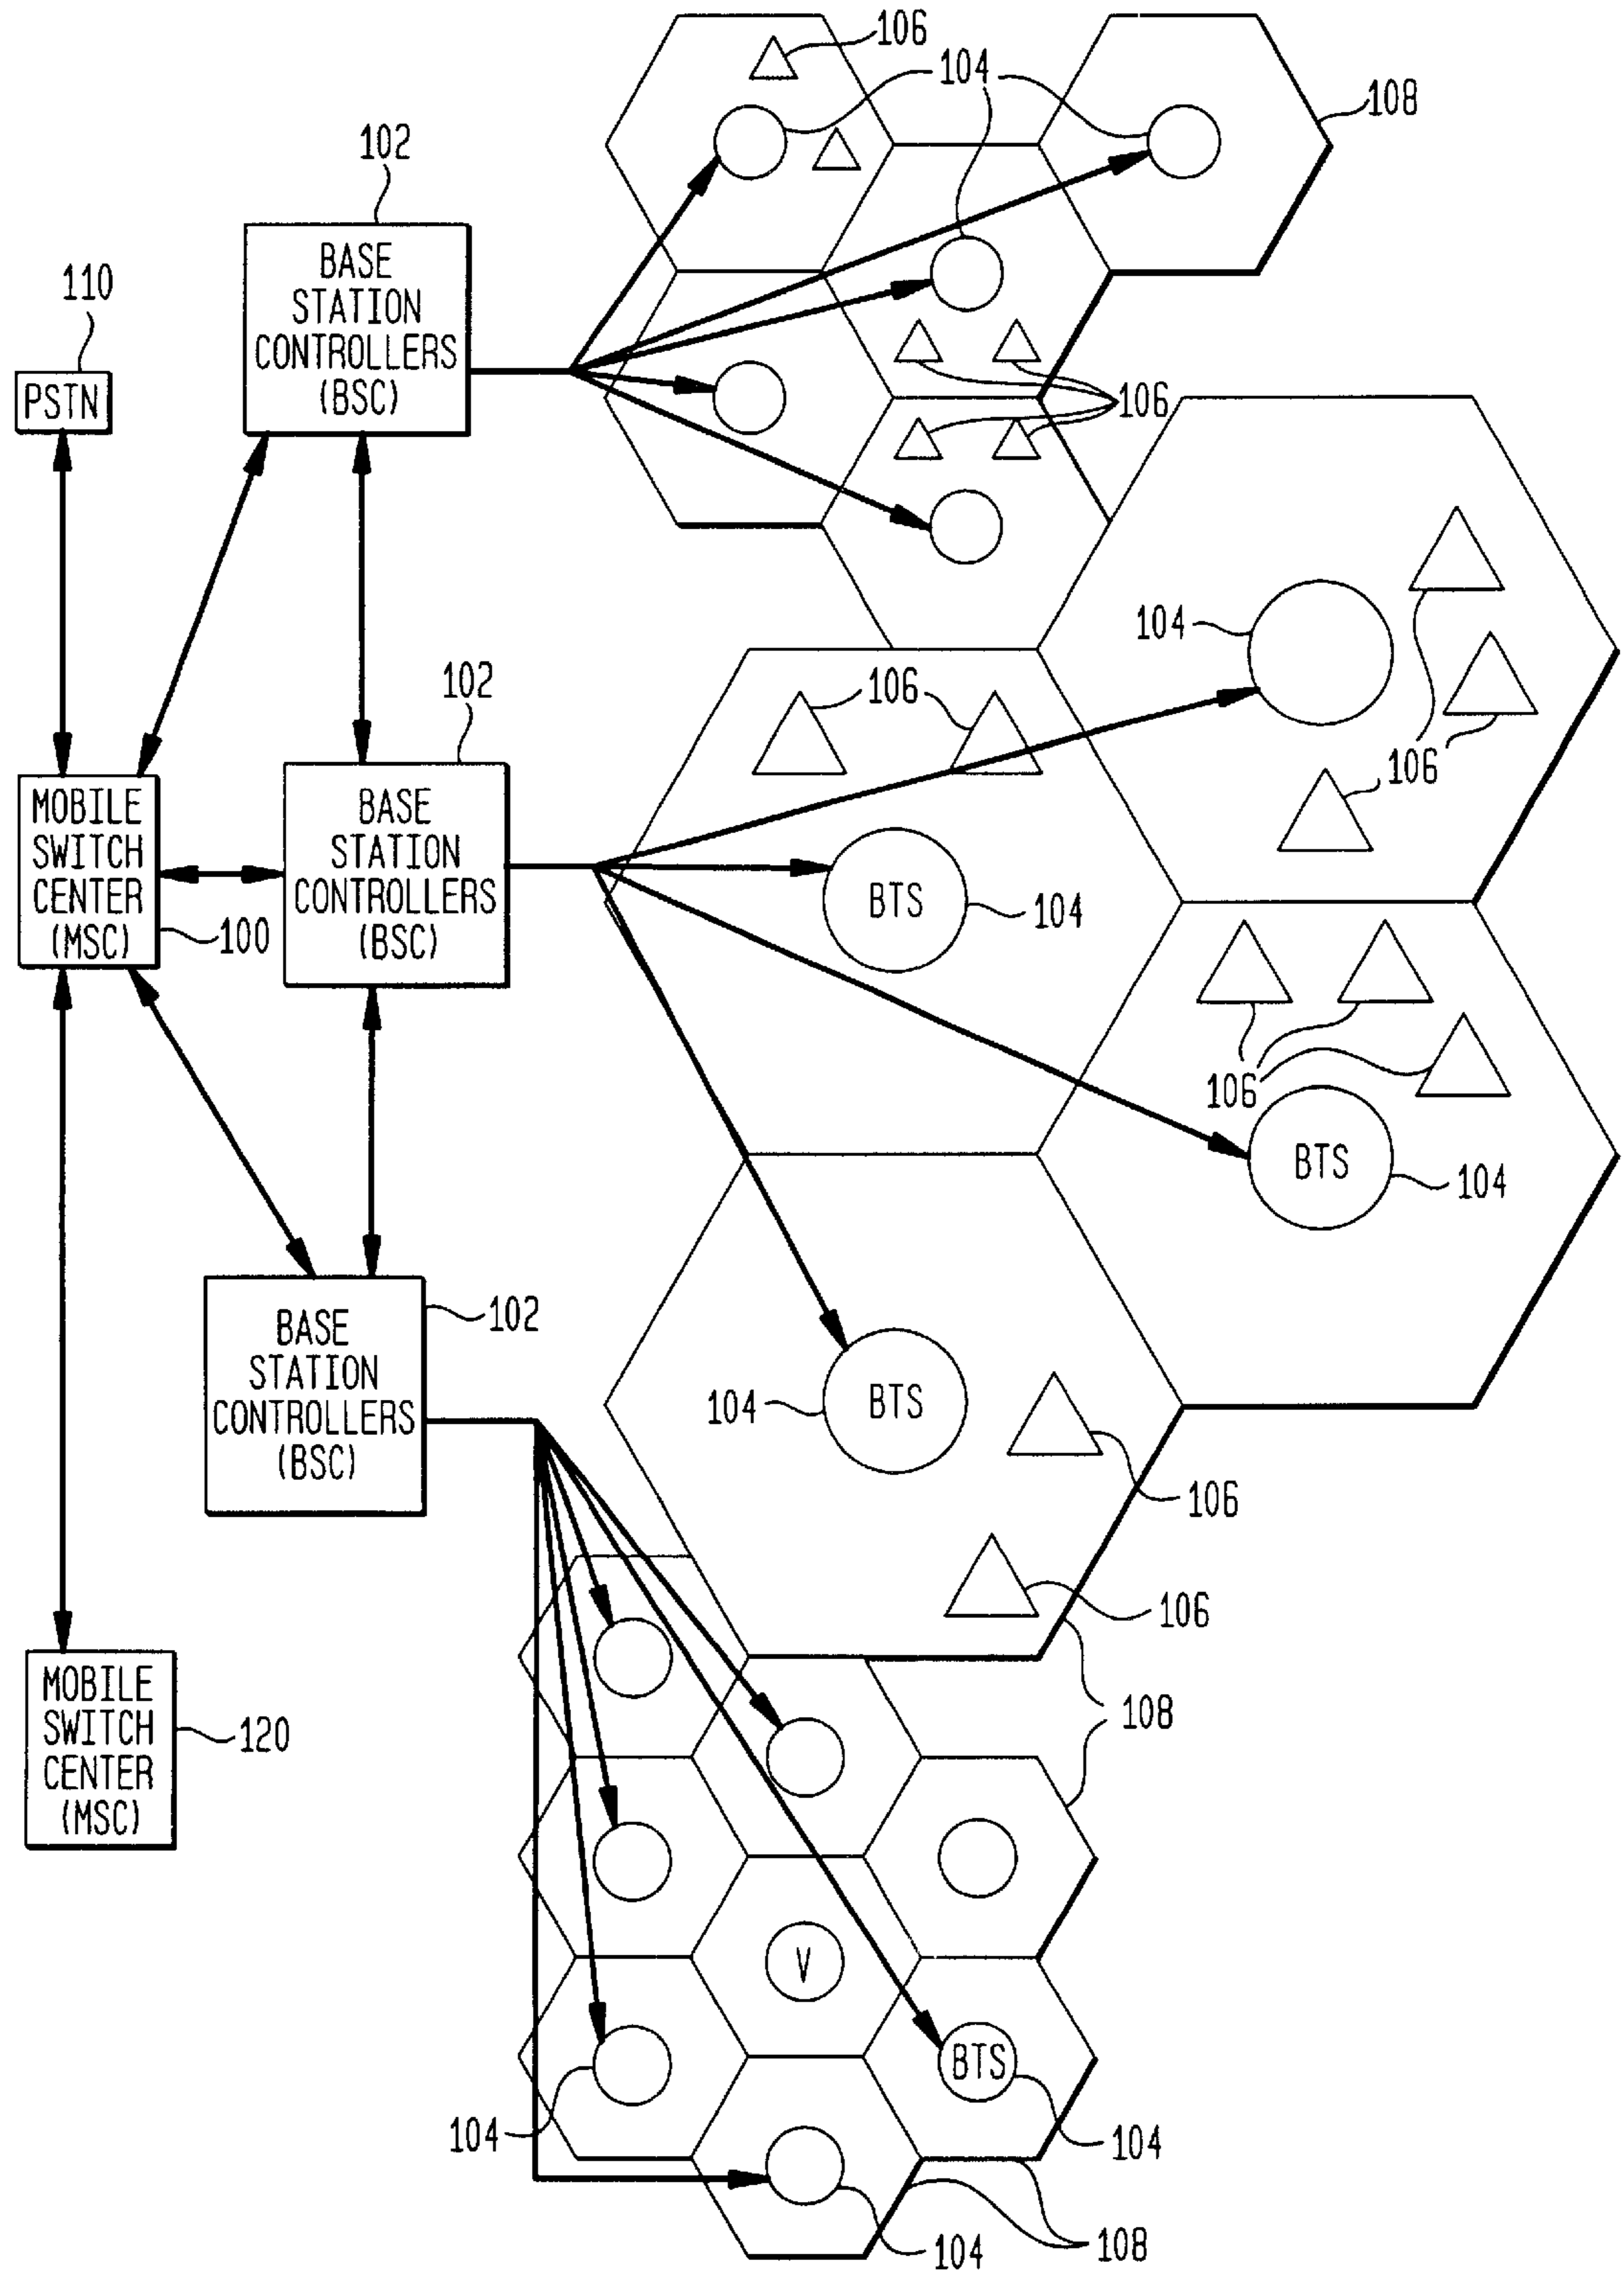 106
104
108
102
BASE
STATION
CONTROLLERS
(BSC)
110
PSTN
106
104
106
102
BASE
STATION
CONTROLLERS
(BSC)
MOBILE
SWITCH
CENTER
(MSC)
100
106
BTS
104
106
BTS
104
102
BASE
STATION
CONTROLLERS
(BSC)
104
BTS
106
106
MOBILE
SWITCH
CENTER
(MSC)
120
108
V
BTS
104
104
104
108